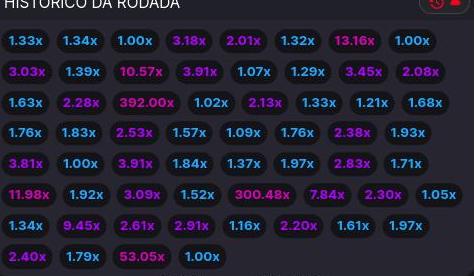 HISTÓRICO DA RODADA
1.33x 1.34x 1.00x 3.18x 2.01x 1.32x 13.16x 1.00x
3.03x 1.39x 10.57x 3.91x 1.07x 1.29x 3.45x 2.08x
1.63x 2.28x 392.00x 1.02x 2.13x 1.33x 1.21x 1.68x
1.76x 1.83x 2.53x 1.57x 1.09x 1.76x 2.38x 1.93x
3.81x 1.00x 3.91x 1.84x 1.37x 1.97x 2.83x 1.71x
11.98x 1.92x 3.09x 1.52x 300.48x 7.84x 2.30x 1.05x
1.34x 9.45x 2.61x 2.91x 1.16x 2.20x 1.61x 1.97x
2.40x 1.79x 53.05x 1.00x